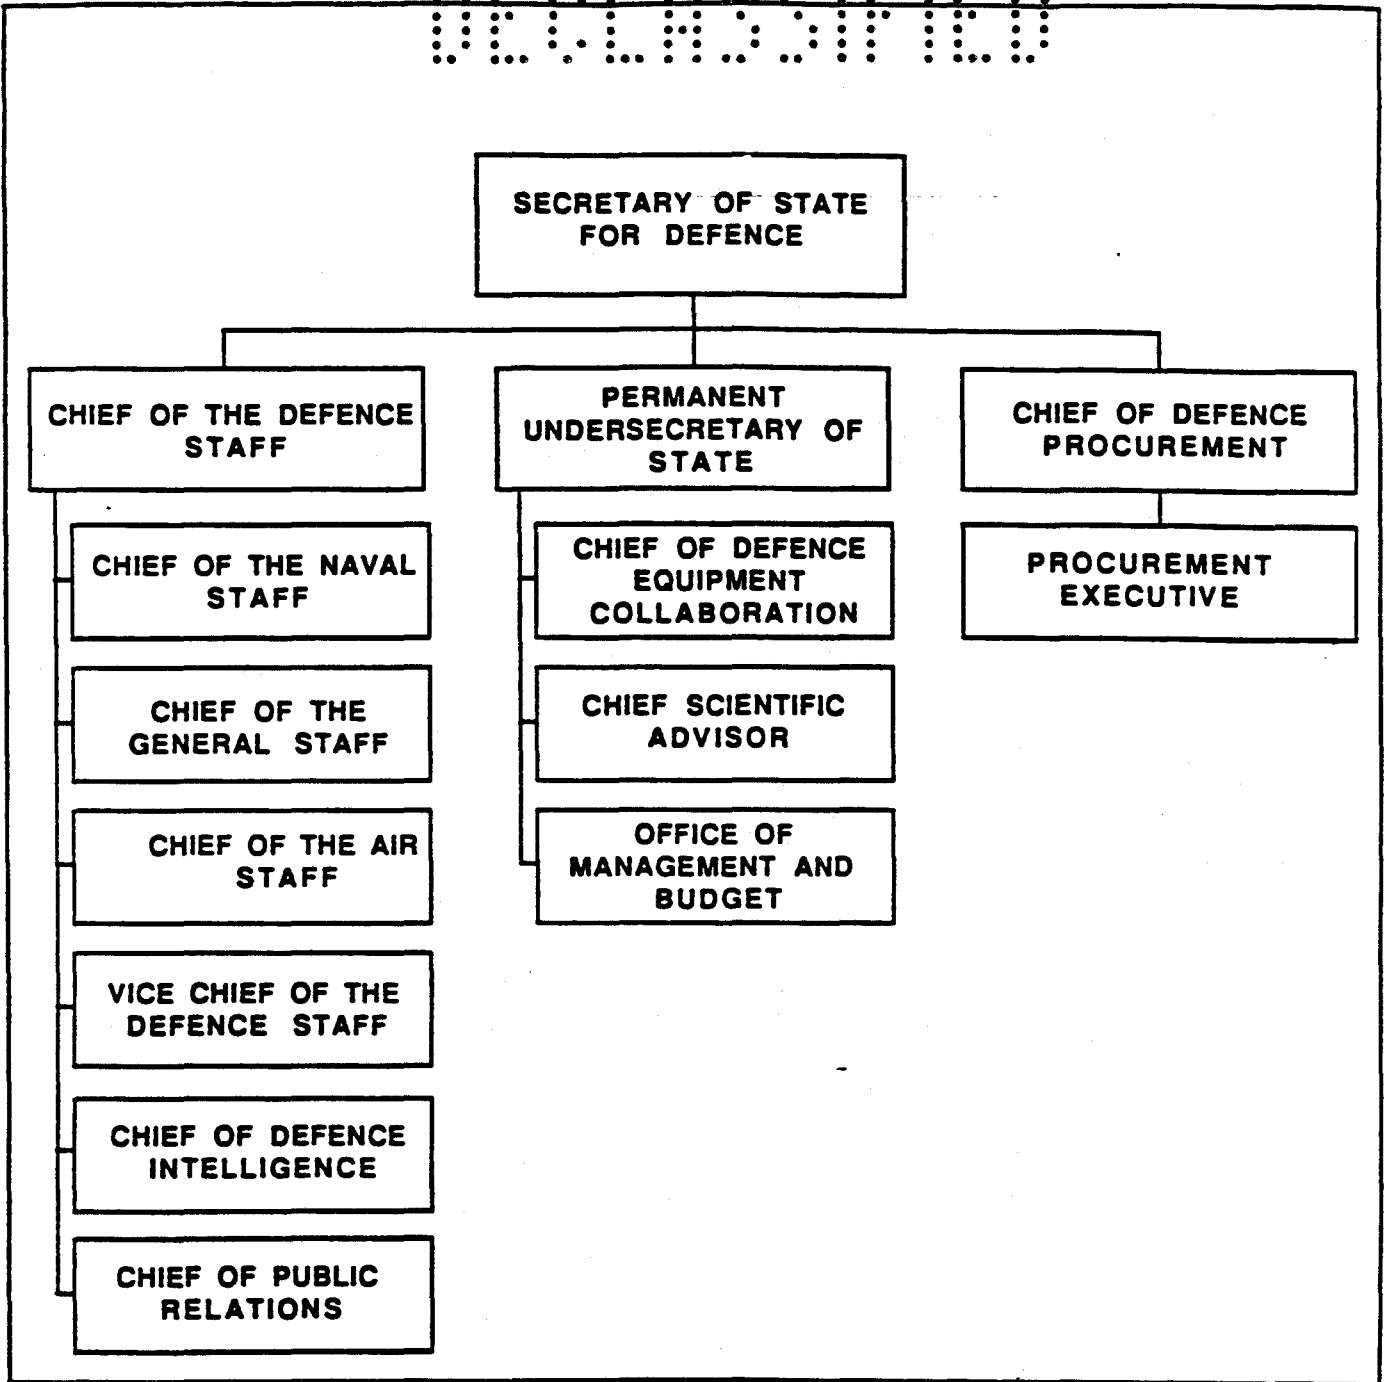 DECLASSIFIED
SECRETARY OF STATE
FOR DEFENCE
CHIEF OF THE DEFENCE
STAFF
PERMANENT
UNDERSECRETARY OF
STATE
CHIEF OF DEFENCE
PROCUREMENT
CHIEF OF THE NAVAL
STAFF
CHIEF OF THE
GENERAL STAFF
CHIEF OF THE AIR
STAFF
VICE CHIEF OF THE
DEFENCE STAFF
CHIEF OF DEFENCE
INTELLIGENCE
CHIEF OF PUBLIC
RELATIONS
CHIEF OF DEFENCE
EQUIPMENT
COLLABORATION
CHIEF SCIENTIFIC
ADVISOR
OFFICE OF
MANAGEMENT AND
BUDGET
PROCUREMENT
EXECUTIVE